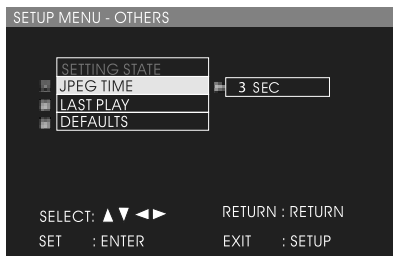 SETUP MENU - OTHERS
SETTING STATE
JPEG TIME 3 SEC
LAST PLAY
DEFAULTS
SELECT: ▲▼◄► RETURN : RETURN
SET : ENTER EXIT : SETUP